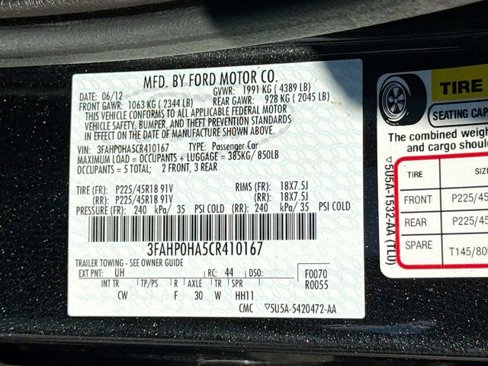 MFD. BY FORD MOTOR CO.
DATE: 06/12 GVWR: 1991 KG ( 4389 LB)
FRONT GAWR: 1063 KG ( 2344 LB) REAR GAWR: 928 KG ( 2045 LB)
THIS VEHICLE CONFORMS TO ALL APPLICABLE FEDERAL MOTOR
VEHICLE SAFETY, BUMPER, AND THEFT PREVENTION STANDARDS
IN EFFECT ON THE DATE OF MANUFACTURE SHOWN ABOVE.
VIN: 3FAHP0HA5CR410167 TYPE: Passenger Car
MAXIMUM LOAD = OCCUPANTS + LUGGAGE = 385KG/850LB
OCCUPANTS = 5 TOTAL; 2 FRONT, 3 REAR
TIRE (FR): P225/45R18 91V RIMS (FR): 18X7.5J
TIRE (RR): P225/45R18 91V RIMS (RR): 18X7.5J
PRESSURE (FR): 240 kPa/ 35 PSI COLD (RR): 240 kPa/ 35 PSI COLD
3FAHP0HA5CR410167
TRAILER TOWING - SEE OWNER GUIDE
EXT PNT: UH RC: 44 DSO: F0070
INT TR TP/PS R AXLE TR SPR R0055
CW F 30 W HH11
CMC ▽5U5A-5420472-AA
▽5U5A-1532-AA (TLU)
TIRE
SEATING CAP
The combined weigh
and cargo shou
TIRE SIZ
FRONT P225/45
REAR P225/45
SPARE T145/80